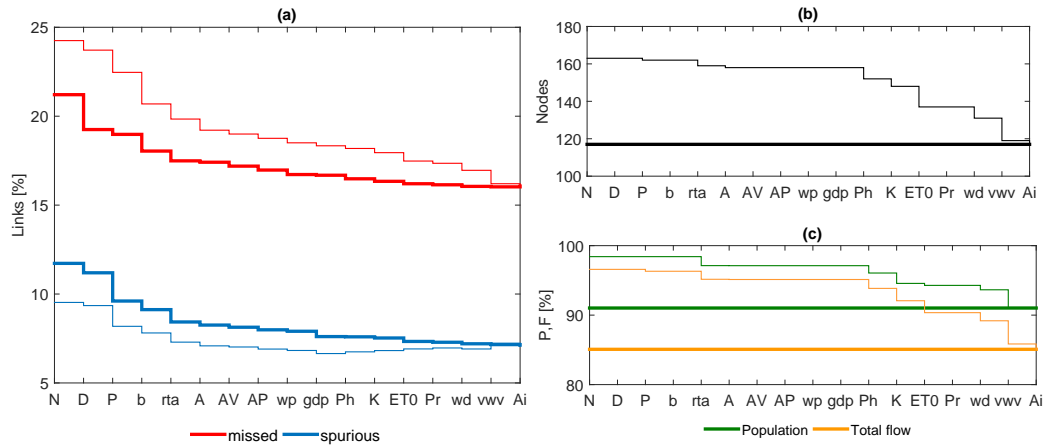 (a)
25
20
15
10
5
Links [%]
N D P b rta A AV AP wp gdp Ph K ET0 Pr wd vwv Ai
missed spurious
(b)
160
140
120
100
Nodes
N D P b rta A AV AP wp gdp Ph K ET0 Pr wd vwv Ai
(c)
100
90
80
P,F [%]
N D P b rta A AV AP wp gdp Ph K ET0 Pr wd vwv Ai
Population Total flow